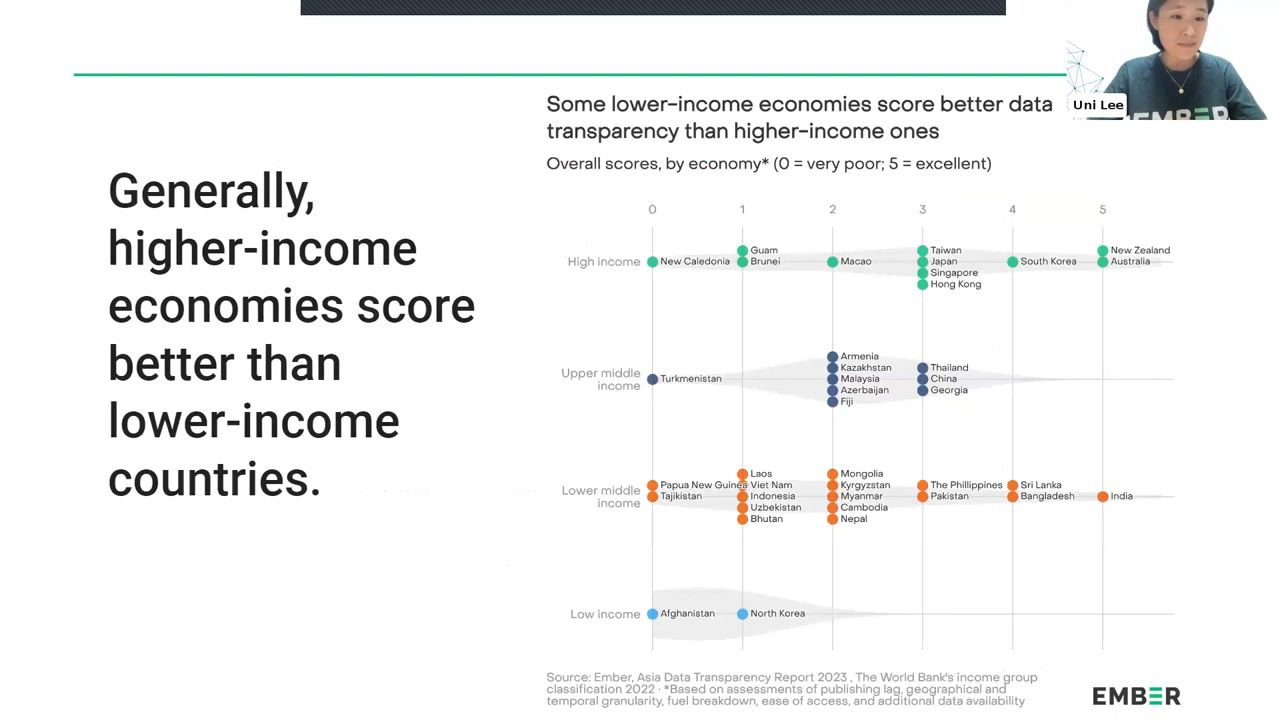 Uni Lee
EMBER
Generally,
higher-income
economies score
better than
lower-income
countries.
Some lower-income economies score better data
transparency than higher-income ones
Overall scores, by economy* (0 = very poor; 5 = excellent)
0 1 2 3 4 5
High income
New Caledonia
Guam
Brunei
Macao
Taiwan
Japan
Singapore
Hong Kong
South Korea
New Zealand
Australia
Upper middle
income
Turkmenistan
Armenia
Kazakhstan
Malaysia
Azerbaijan
Fiji
Thailand
China
Georgia
Lower middle
income
Papua New Guinea
Tajikistan
Laos
Viet Nam
Indonesia
Uzbekistan
Bhutan
Mongolia
Kyrgyzstan
Myanmar
Cambodia
Nepal
The Phillippines
Pakistan
Sri Lanka
Bangladesh
India
Low income
Afghanistan
North Korea
Source: Ember, Asia Data Transparency Report 2023 , The World Bank's income group
classification 2022 · *Based on assessments of publishing lag, geographical and
temporal granularity, fuel breakdown, ease of access, and additional data availability
EMBER